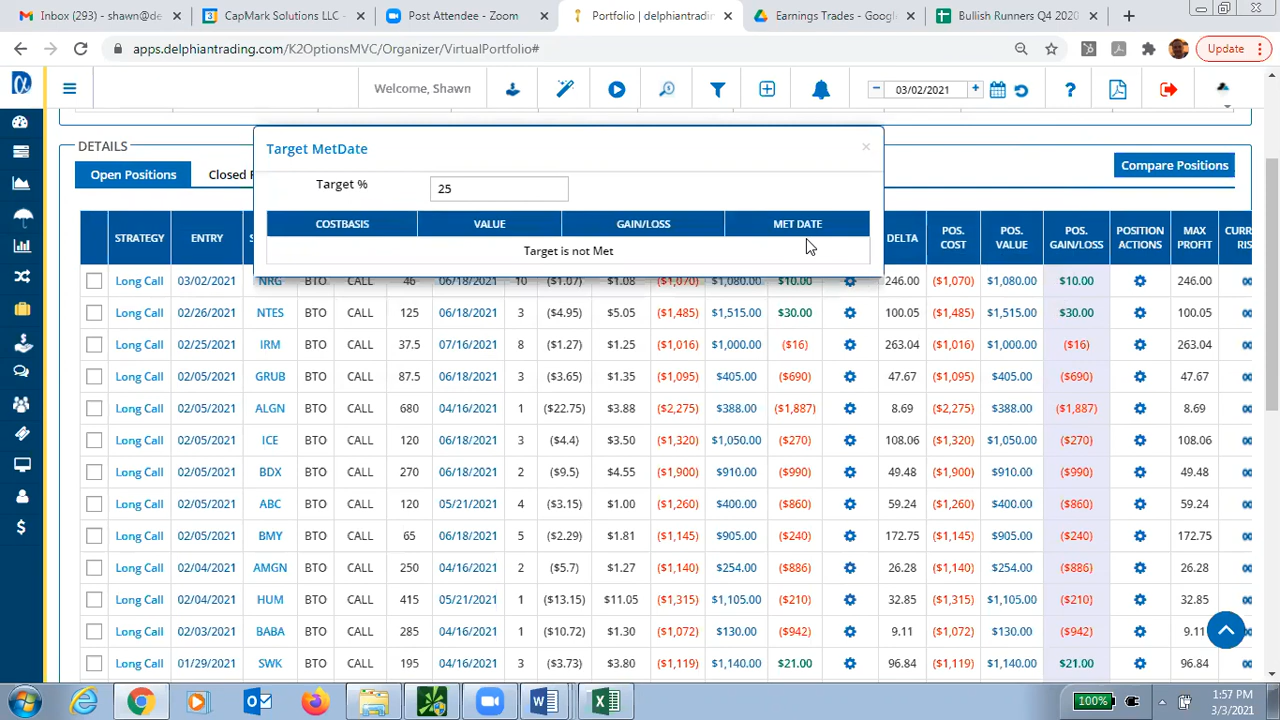 Inbox (293) - shawn@de
CapMark Solutions LLC -
Post Attendee - Zoom
Portfolio | delphiantradin
Earnings Trades - Google
Bullish Runners Q4 2020
apps.delphiantrading.com/K2OptionsMVC/Organizer/VirtualPortfolio#
Update
Welcome, Shawn
03/02/2021
DETAILS
Open Positions
Closed
Compare Positions
Target MetDate
×
Target %
25
COSTBASIS VALUE GAIN/LOSS MET DATE
Target is not Met
STRATEGY ENTRY DELTA POS. COST POS. VALUE POS. GAIN/LOSS POSITION ACTIONS MAX PROFIT
Long Call 03/02/2021 NRG BTO CALL 46 06/18/2021 10 ($1.07) $1.08 ($1,070) $1,080.00 $10.00 246.00 ($1,070) $1,080.00 $10.00 246.00
Long Call 02/26/2021 NTES BTO CALL 125 06/18/2021 3 ($4.95) $5.05 ($1,485) $1,515.00 $30.00 100.05 ($1,485) $1,515.00 $30.00 100.05
Long Call 02/25/2021 IRM BTO CALL 37.5 07/16/2021 8 ($1.27) $1.25 ($1,016) $1,000.00 ($16) 263.04 ($1,016) $1,000.00 ($16) 263.04
Long Call 02/05/2021 GRUB BTO CALL 87.5 06/18/2021 3 ($3.65) $1.35 ($1,095) $405.00 ($690) 47.67 ($1,095) $405.00 ($690) 47.67
Long Call 02/05/2021 ALGN BTO CALL 680 04/16/2021 1 ($22.75) $3.88 ($2,275) $388.00 ($1,887) 8.69 ($2,275) $388.00 ($1,887) 8.69
Long Call 02/05/2021 ICE BTO CALL 120 06/18/2021 3 ($4.4) $3.50 ($1,320) $1,050.00 ($270) 108.06 ($1,320) $1,050.00 ($270) 108.06
Long Call 02/05/2021 BDX BTO CALL 270 06/18/2021 2 ($9.5) $4.55 ($1,900) $910.00 ($990) 49.48 ($1,900) $910.00 ($990) 49.48
Long Call 02/05/2021 ABC BTO CALL 120 05/21/2021 4 ($3.15) $1.00 ($1,260) $400.00 ($860) 59.24 ($1,260) $400.00 ($860) 59.24
Long Call 02/05/2021 BMY BTO CALL 65 06/18/2021 5 ($2.29) $1.81 ($1,145) $905.00 ($240) 172.75 ($1,145) $905.00 ($240) 172.75
Long Call 02/04/2021 AMGN BTO CALL 250 04/16/2021 2 ($5.7) $1.27 ($1,140) $254.00 ($886) 26.28 ($1,140) $254.00 ($886) 26.28
Long Call 02/04/2021 HUM BTO CALL 415 05/21/2021 1 ($13.15) $11.05 ($1,315) $1,105.00 ($210) 32.85 ($1,315) $1,105.00 ($210) 32.85
Long Call 02/03/2021 BABA BTO CALL 285 04/16/2021 1 ($10.72) $1.30 ($1,072) $130.00 ($942) 9.11 ($1,072) $130.00 ($942) 9.11
Long Call 01/29/2021 SWK BTO CALL 195 04/16/2021 3 ($3.73) $3.80 ($1,119) $1,140.00 $21.00 96.84 ($1,119) $1,140.00 $21.00 96.84
100%
1:57 PM
3/3/2021